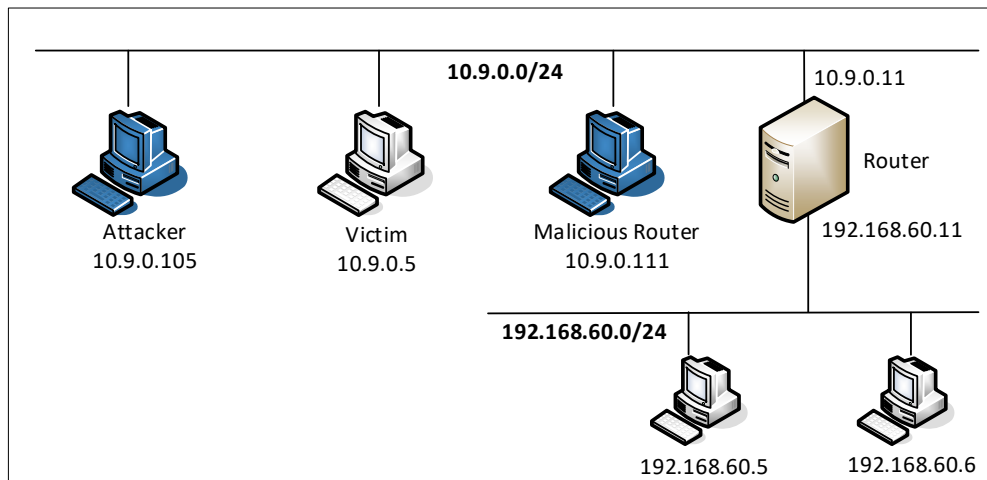 10.9.0.0/24
10.9.0.11
Router
Attacker
10.9.0.105
Victim
10.9.0.5
Malicious Router
10.9.0.111
192.168.60.11
192.168.60.0/24
192.168.60.5
192.168.60.6